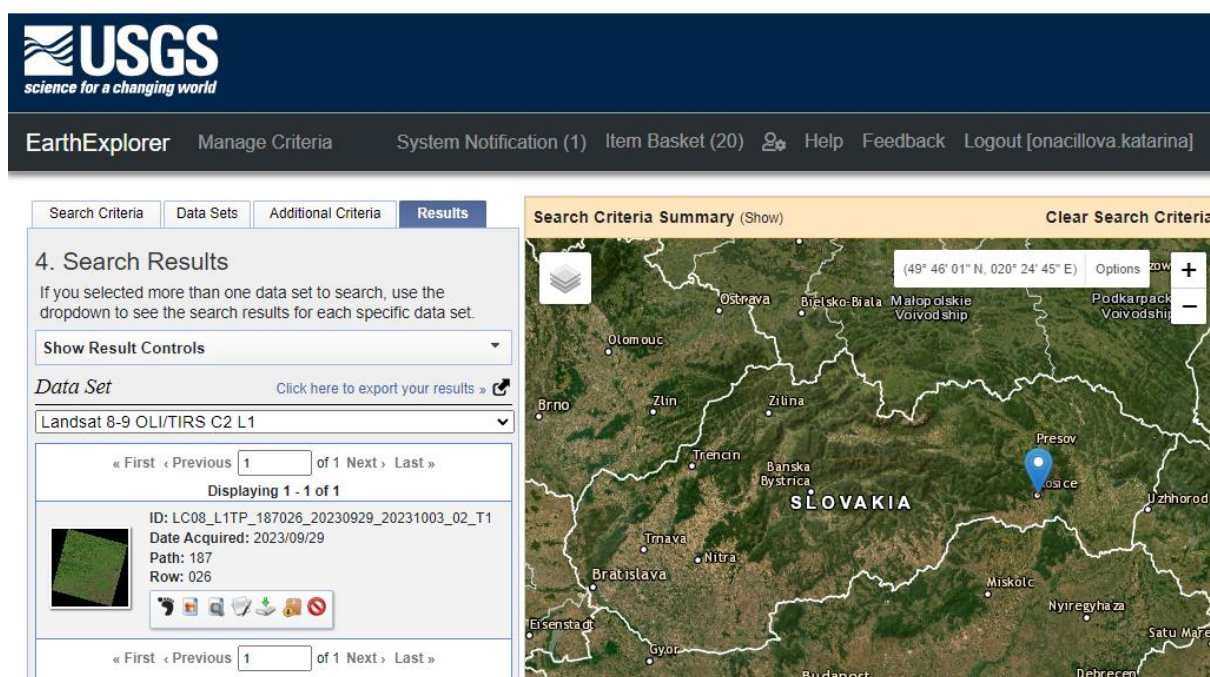 USGS
science for a changing world
EarthExplorer Manage Criteria System Notification (1) Item Basket (20) Help Feedback Logout [onacillova.katarina]
Search Criteria Data Sets Additional Criteria Results
4. Search Results
If you selected more than one data set to search, use the
dropdown to see the search results for each specific data set.
Show Result Controls
Data Set Click here to export your results »
Landsat 8-9 OLI/TIRS C2 L1
« First ‹ Previous 1 of 1 Next › Last »
Displaying 1 - 1 of 1
ID: LC08_L1TP_187026_20230929_20231003_02_T1
Date Acquired: 2023/09/29
Path: 187
Row: 026
« First ‹ Previous 1 of 1 Next › Last »
Search Criteria Summary (Show) Clear Search Criteria
(49° 46' 01" N, 020° 24' 45" E) Options
+
−
Ostrava
Bielsko-Biala
Małopolskie
Voivodship
Podkarpack
Voivodship
Olomouc
Brno
Zlin
Zilina
Presov
Trencin
Banska
Bystrica
osice
Uzhhorod
SLOVAKIA
Trnava
Nitra
Bratislava
Miskolc
Nyiregyhaza
Eisenstadt
Satu Mare
Gyor
Budapest
Debrecen